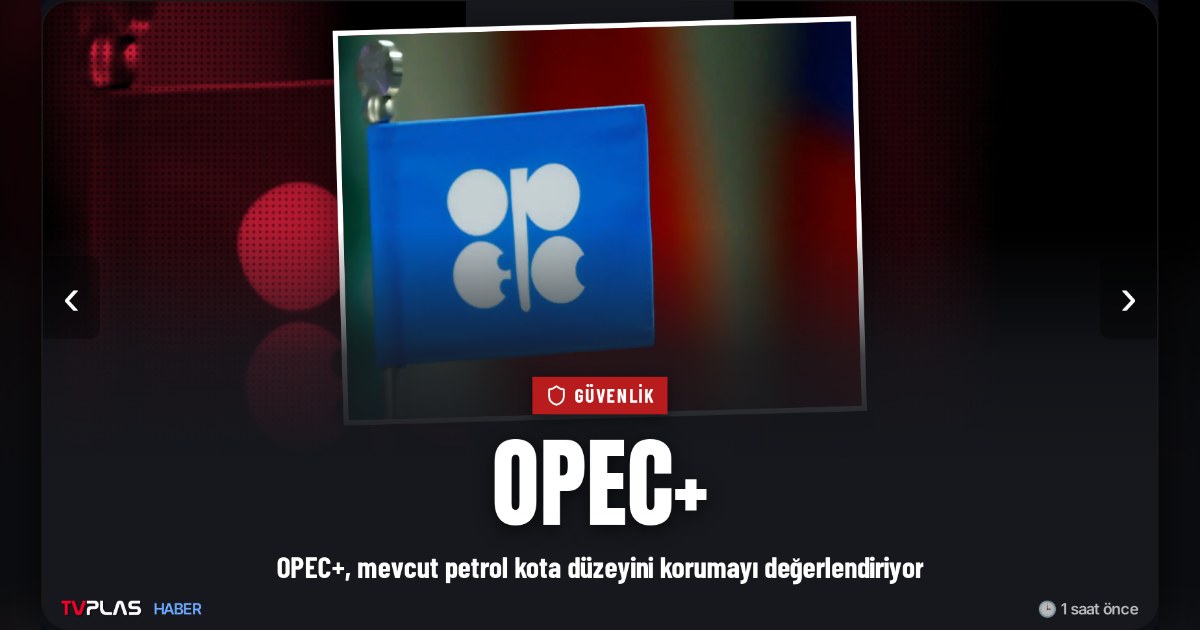 GÜVENLİK
OPEC+
OPEC+, mevcut petrol kota düzeyini korumayı değerlendiriyor
TVPLAS HABER
1 saat önce